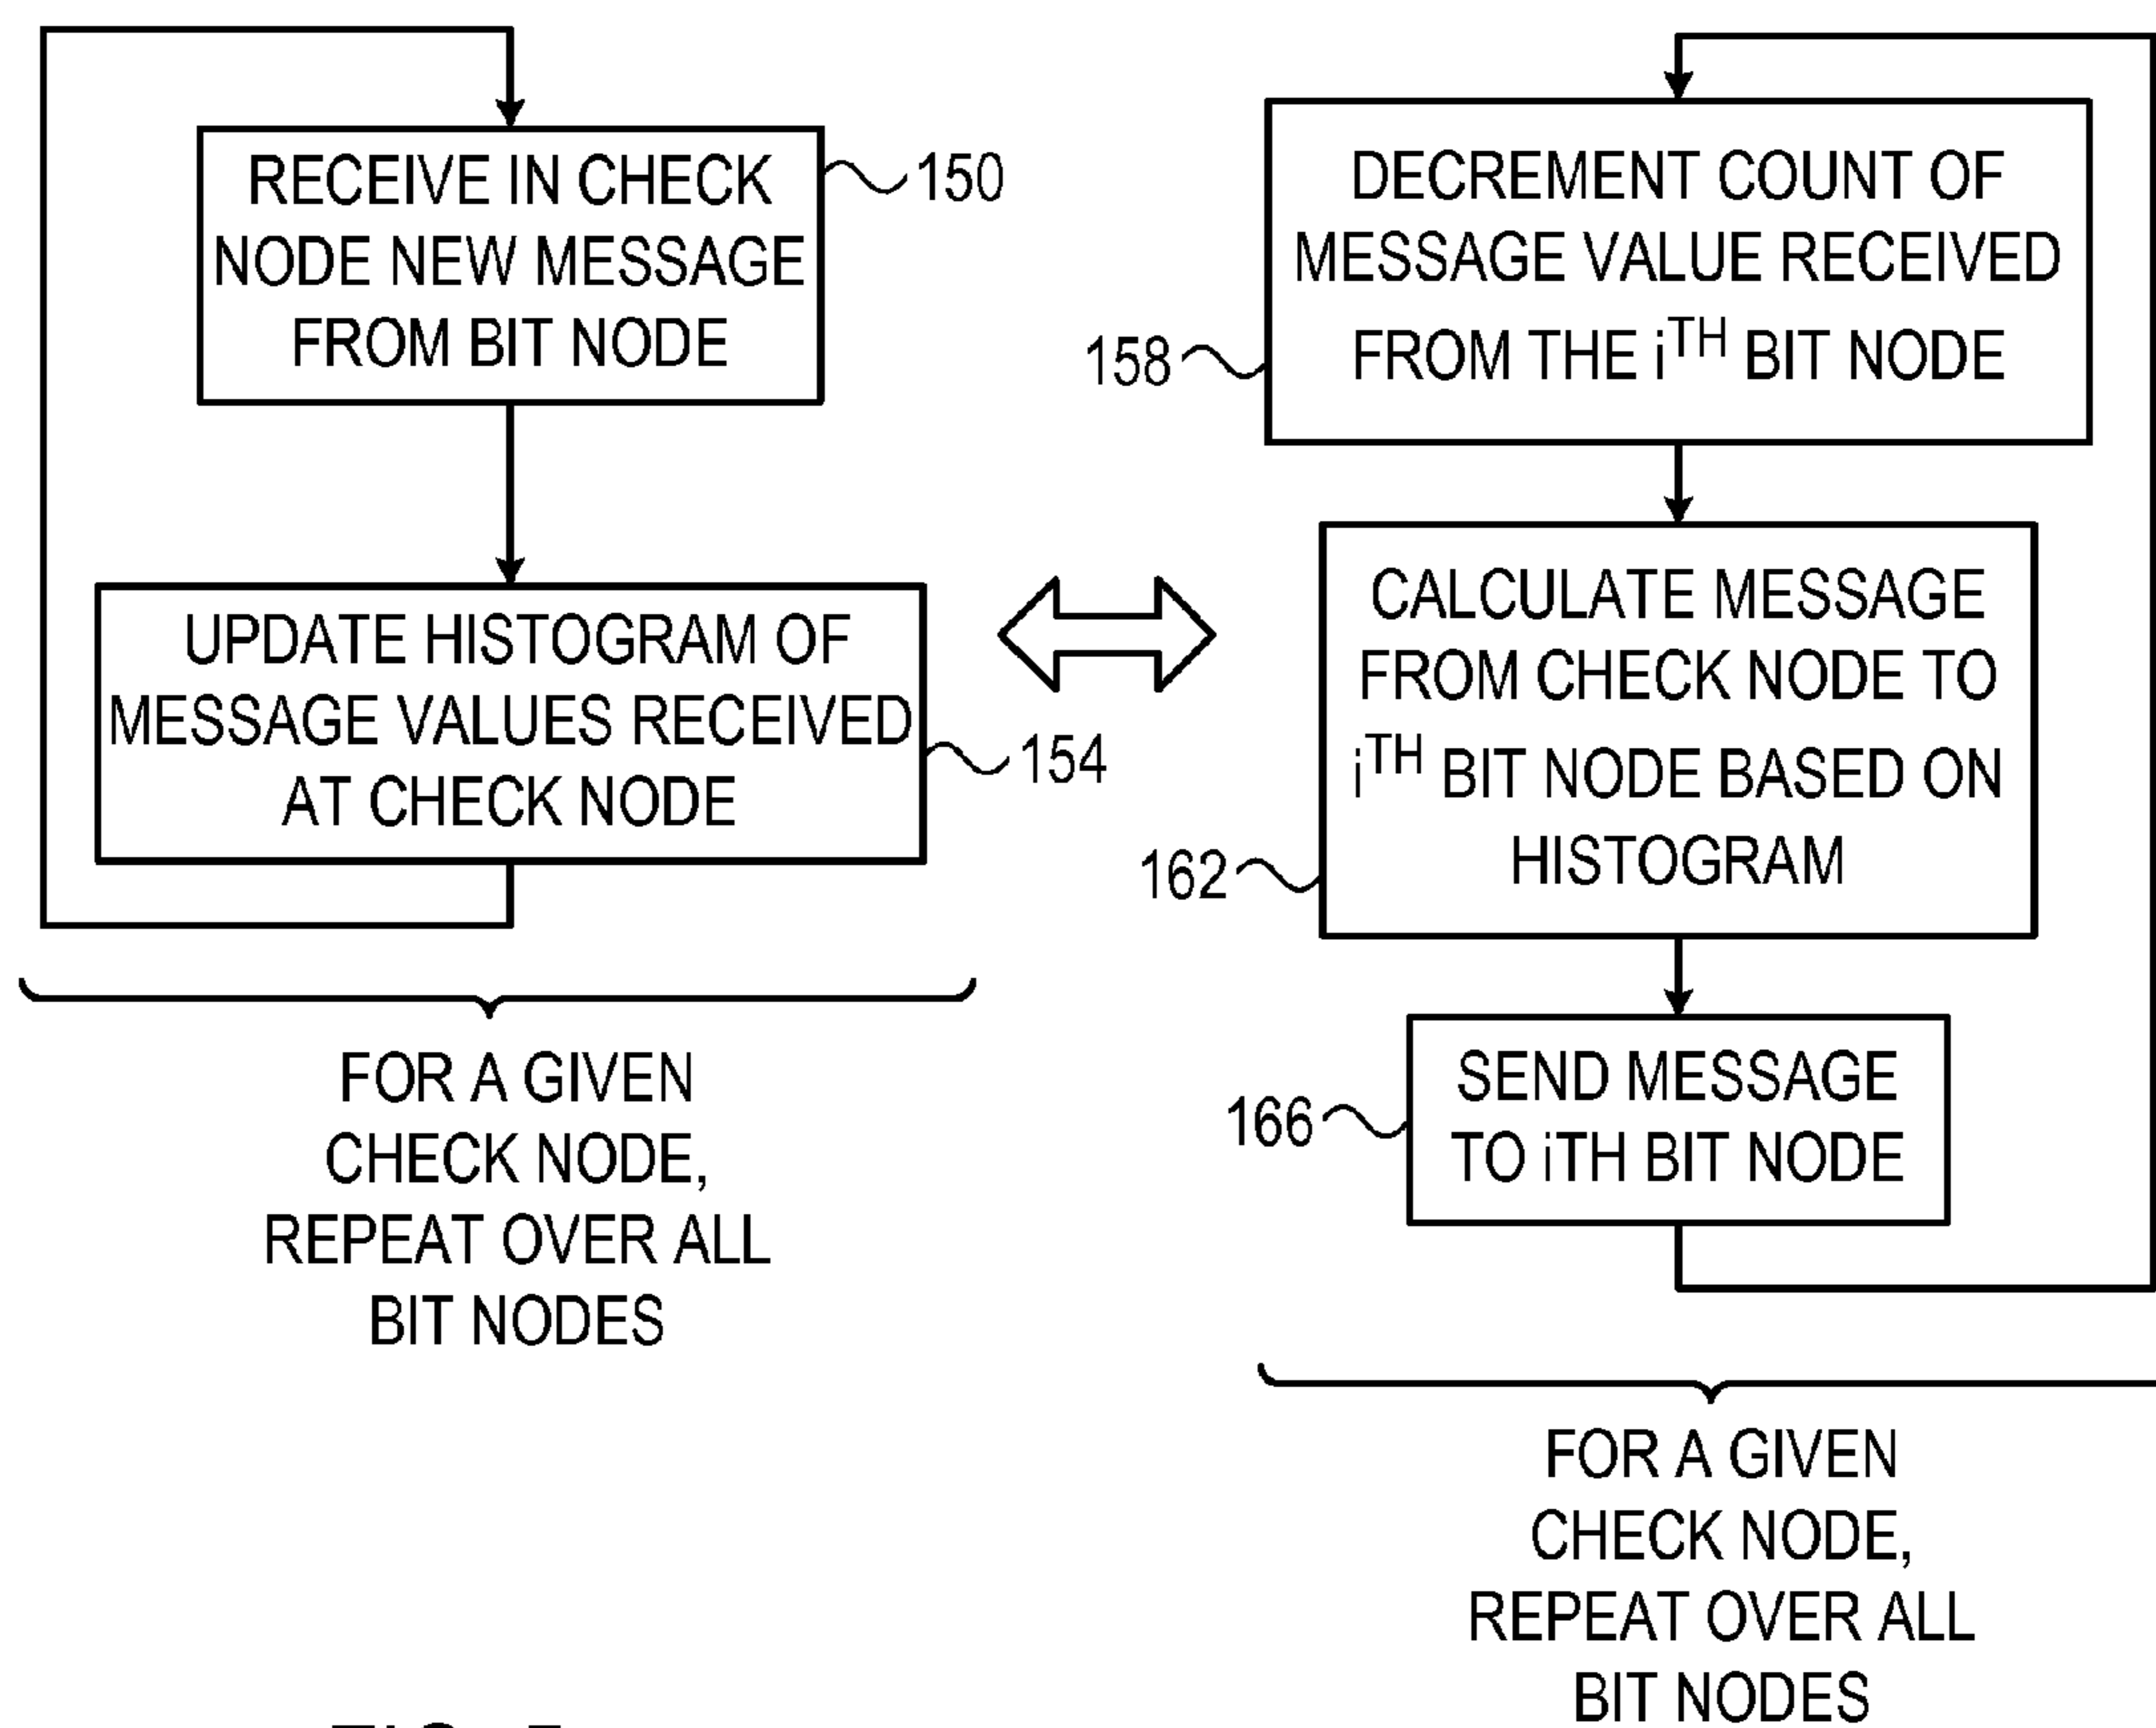 RECEIVE IN CHECK
NODE NEW MESSAGE
FROM BIT NODE
150
UPDATE HISTOGRAM OF
MESSAGE VALUES RECEIVED
AT CHECK NODE
154
FOR A GIVEN
CHECK NODE,
REPEAT OVER ALL
BIT NODES
DECREMENT COUNT OF
MESSAGE VALUE RECEIVED
FROM THE iTH BIT NODE
158
CALCULATE MESSAGE
FROM CHECK NODE TO
iTH BIT NODE BASED ON
HISTOGRAM
162
SEND MESSAGE
TO iTH BIT NODE
166
FOR A GIVEN
CHECK NODE,
REPEAT OVER ALL
BIT NODES